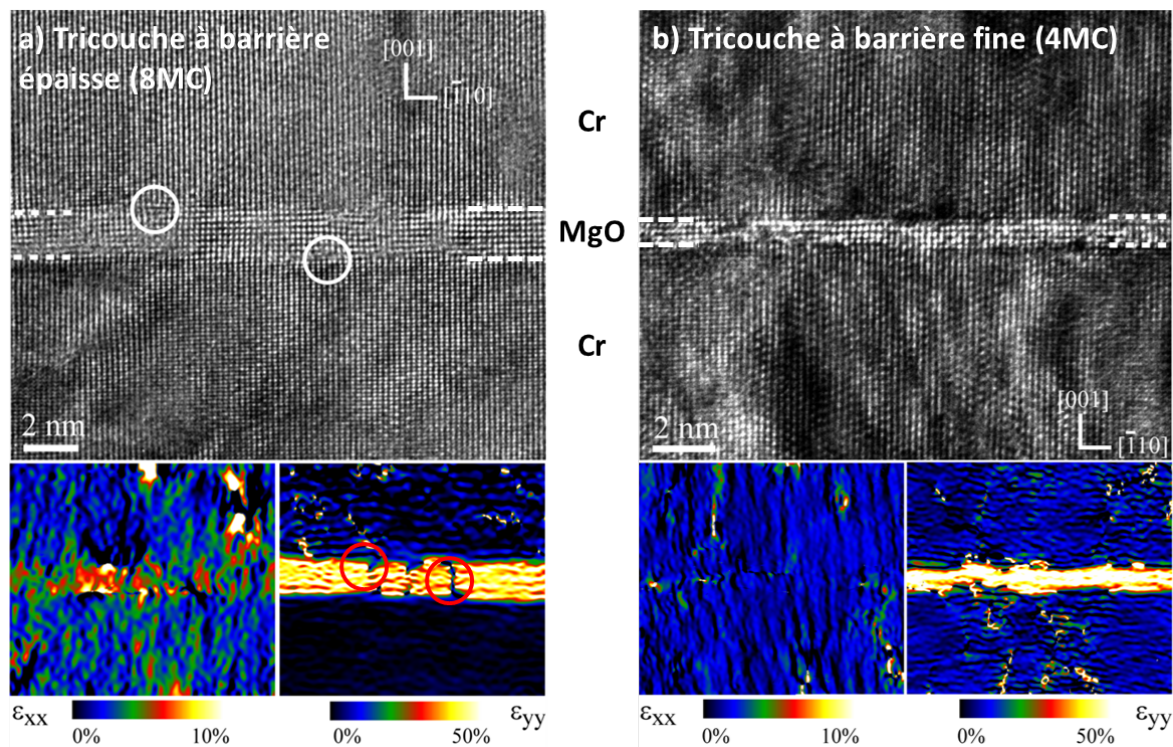 a) Tricouche à barrière
épaisse (8MC)
[001]
[1̅10]
2 nm
Cr
MgO
Cr
b) Tricouche à barrière fine (4MC)
[001]
[1̅10]
2 nm
εxx
0% 10%
0% 50%
εyy
εxx
0% 10%
0% 50%
εyy